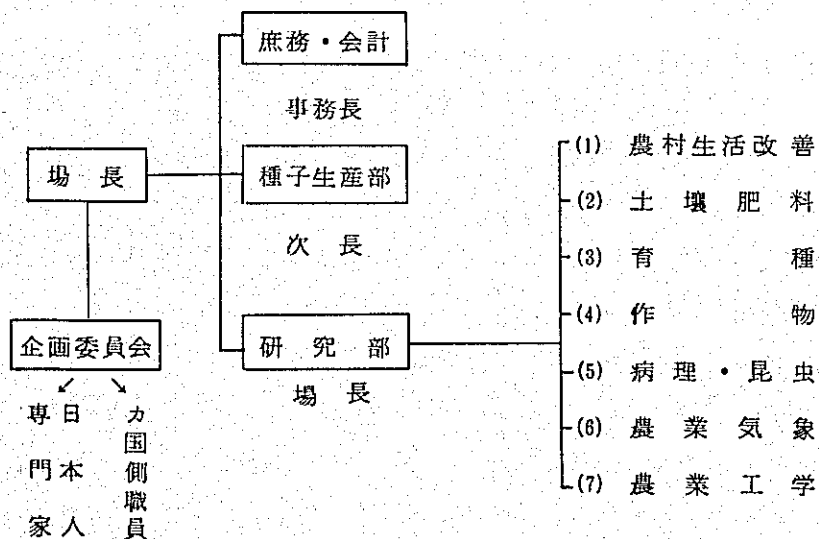 庶務・会計
事務長
場長
種子生産部
次長
企画委員会
研究部
場長
日本人
専門家
カ国側職員
(1) 農村生活改善
(2) 土壌肥料
(3) 育種
(4) 作物
(5) 病理・昆虫
(6) 農業気象
(7) 農業工学